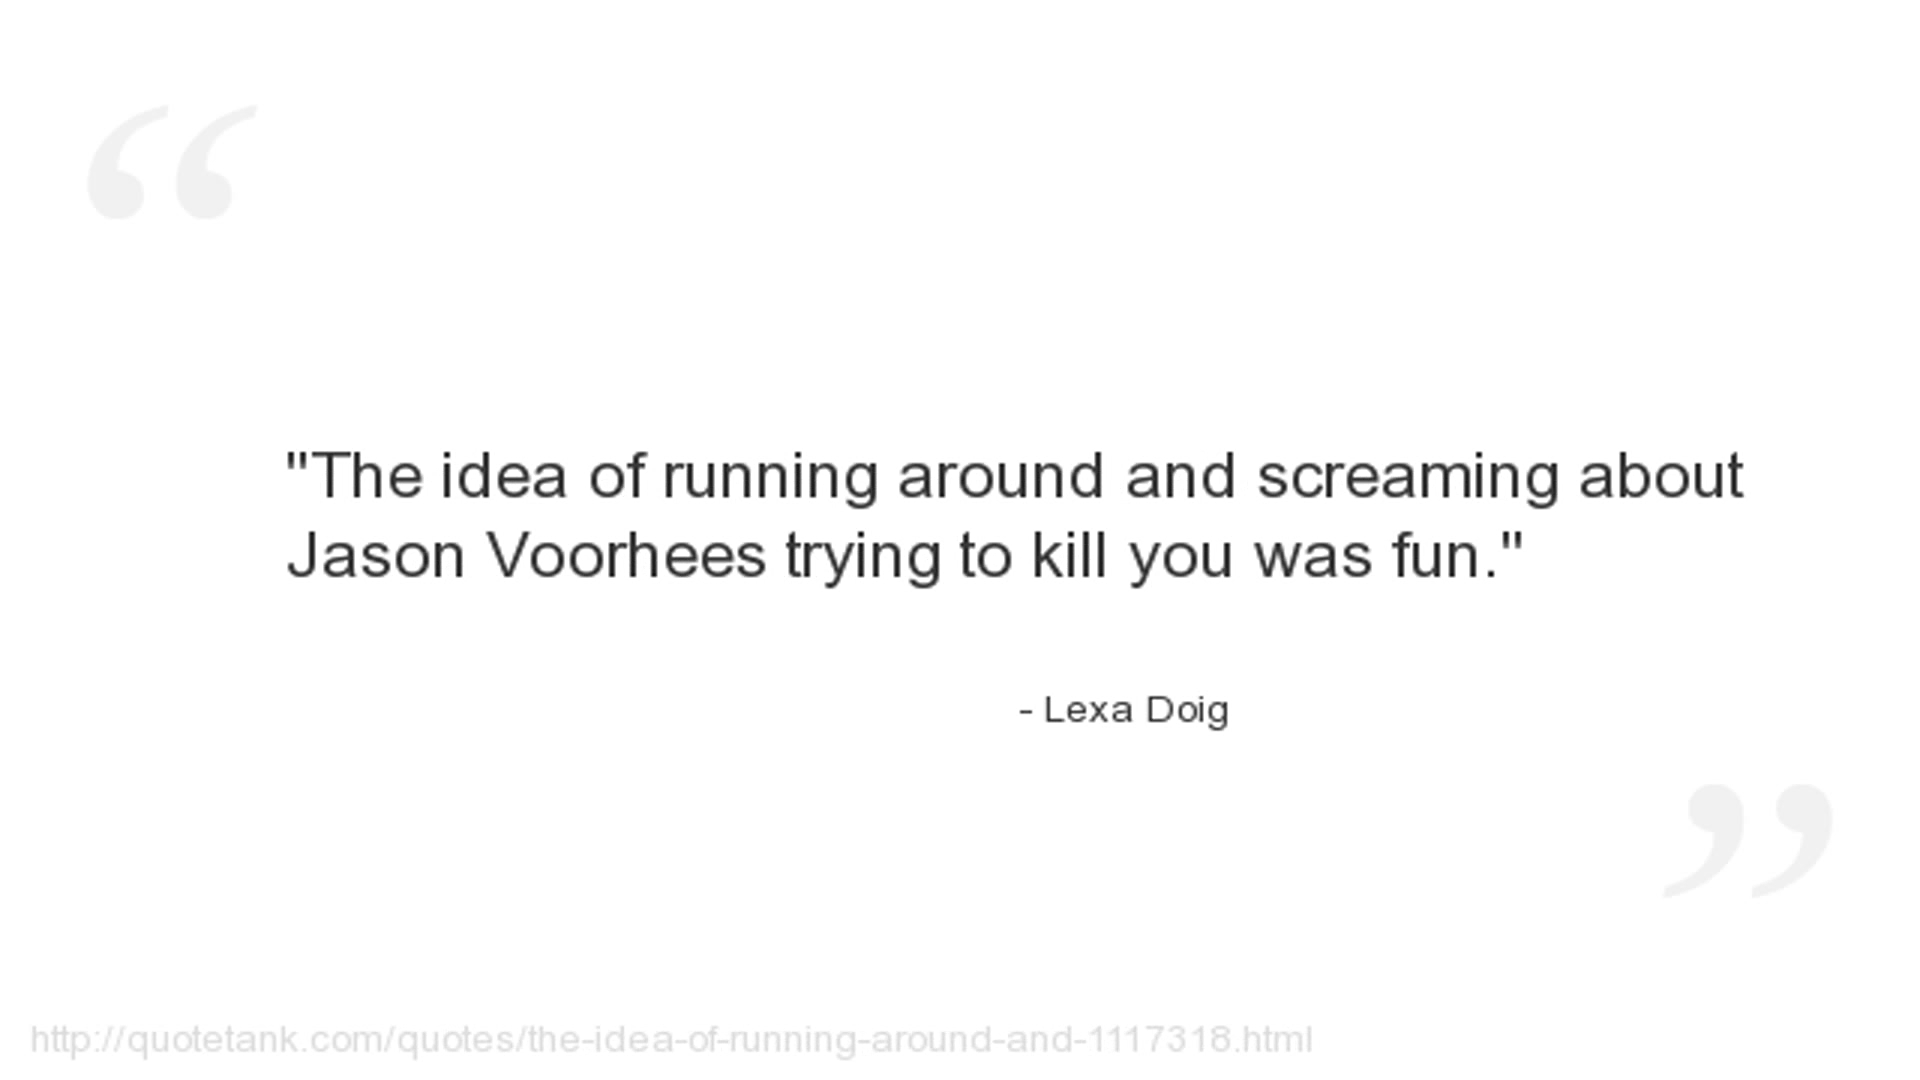 "The idea of running around and screaming about
Jason Voorhees trying to kill you was fun."
- Lexa Doig
http://quotetank.com/quotes/the-idea-of-running-around-and-1117318.html